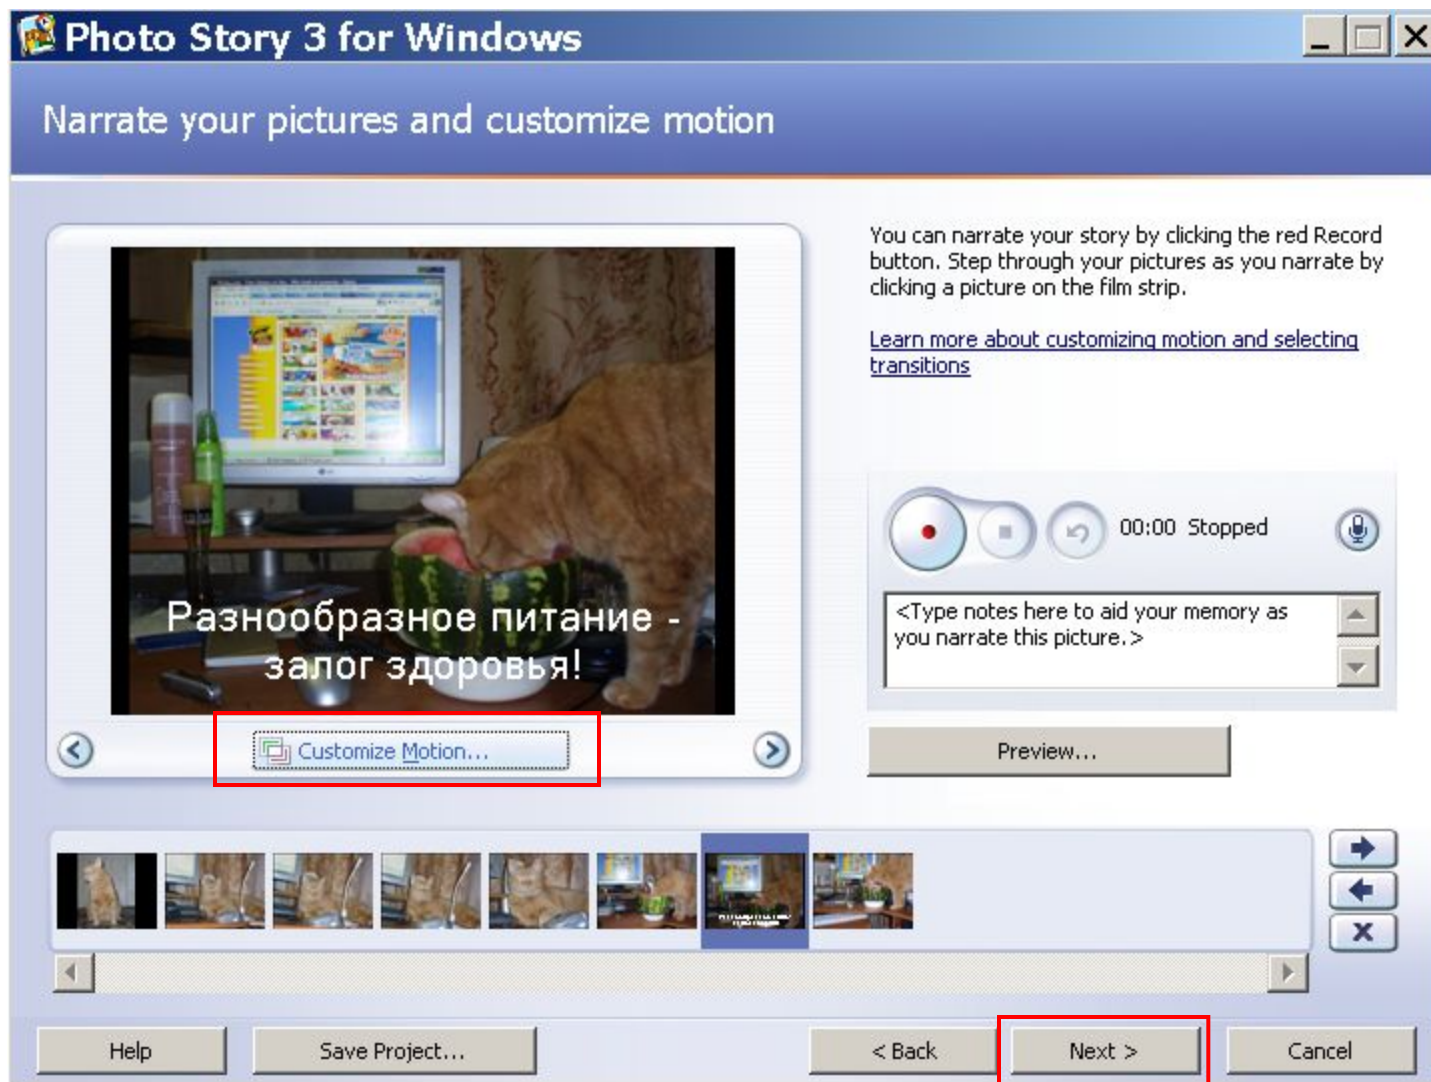 Photo Story 3 for Windows
Narrate your pictures and customize motion
You can narrate your story by clicking the red Record
button. Step through your pictures as you narrate by
clicking a picture on the film strip.
Learn more about customizing motion and selecting
transitions
Разнообразное питание -
залог здоровья!
00:00 Stopped
<Type notes here to aid your memory as
you narrate this picture.>
Customize Motion...
Preview...
Help
Save Project...
< Back
Next >
Cancel